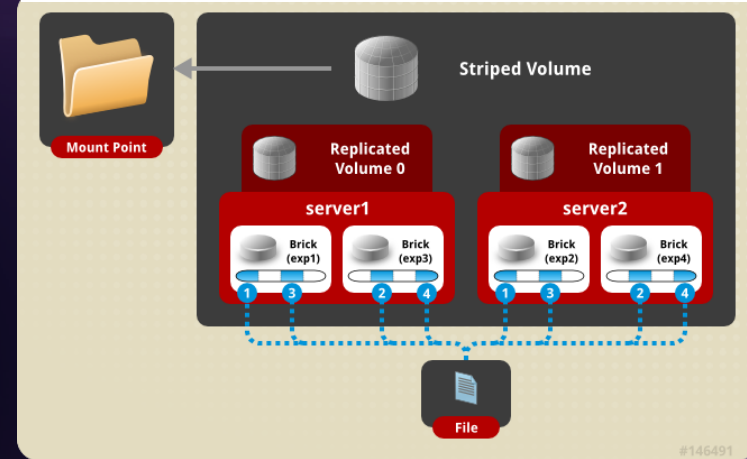 Striped Volume
Mount Point
Replicated
Volume 0
Replicated
Volume 1
server1
server2
Brick
(exp1)
Brick
(exp3)
Brick
(exp2)
Brick
(exp4)
1
3
2
4
1
3
2
4
File
#146491